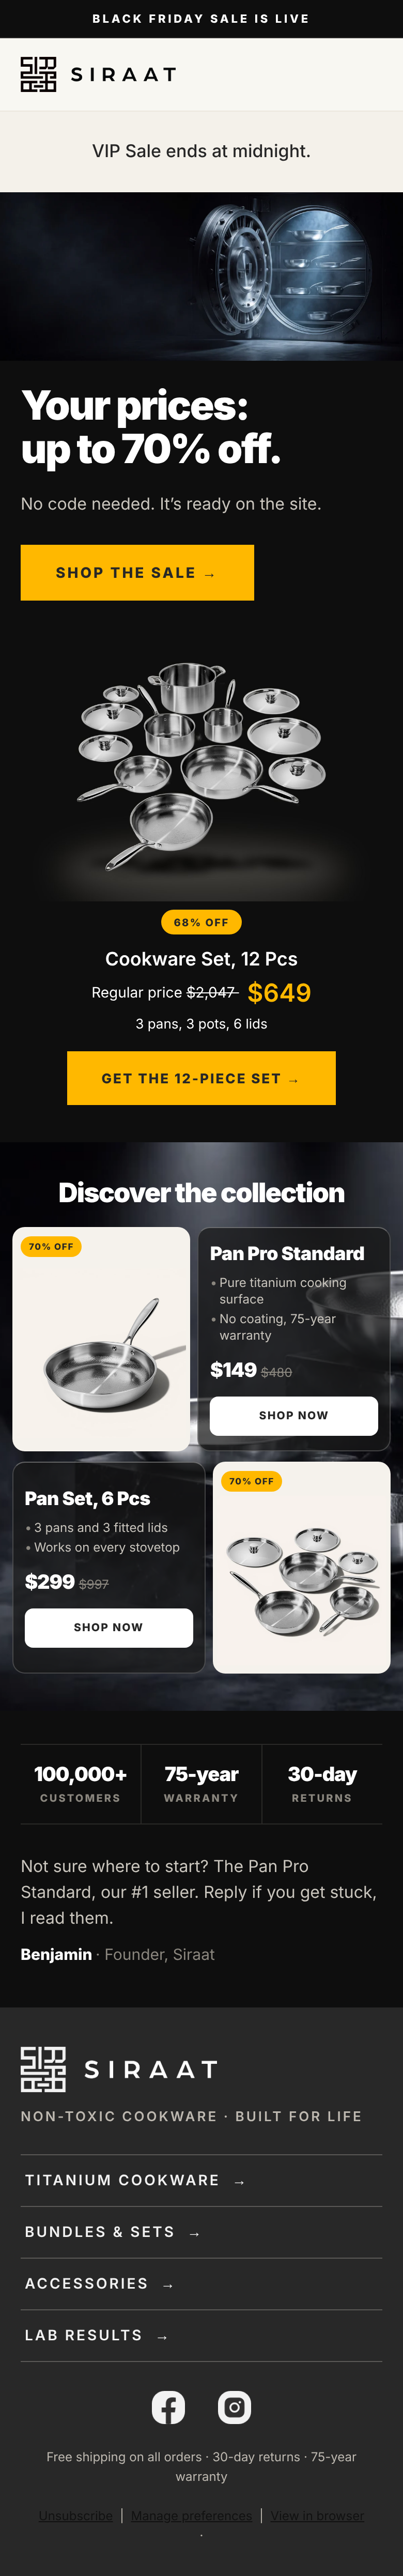 BLACK FRIDAY SALE IS LIVE
SIRAAT
VIP Sale ends at midnight.
Your prices:
up to 70% off.
No code needed. It’s ready on the site.
SHOP THE SALE →
68% OFF
Cookware Set, 12 Pcs
Regular price $2,047 $649
3 pans, 3 pots, 6 lids
GET THE 12-PIECE SET →
Discover the collection
70% OFF
Pan Pro Standard
• Pure titanium cooking
surface
• No coating, 75-year
warranty
$149 $480
SHOP NOW
Pan Set, 6 Pcs
• 3 pans and 3 fitted lids
• Works on every stovetop
$299 $997
SHOP NOW
70% OFF
100,000+
CUSTOMERS
75-year
WARRANTY
30-day
RETURNS
Not sure where to start? The Pan Pro
Standard, our #1 seller. Reply if you get stuck,
I read them.
Benjamin · Founder, Siraat
SIRAAT
NON-TOXIC COOKWARE · BUILT FOR LIFE
TITANIUM COOKWARE →
BUNDLES & SETS →
ACCESSORIES →
LAB RESULTS →
Free shipping on all orders · 30-day returns · 75-year
warranty
Unsubscribe | Manage preferences | View in browser
·